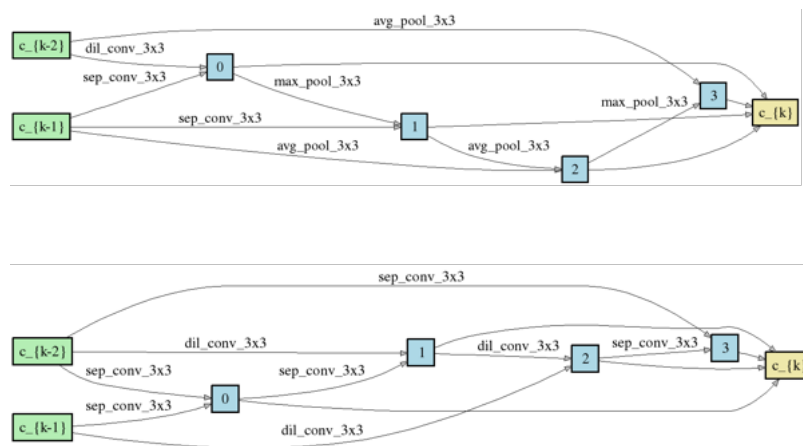 avg_pool_3x3
c_{k-2}
dil_conv_3x3
0
sep_conv_3x3
max_pool_3x3
max_pool_3x3
3
c_{k}
c_{k-1}
sep_conv_3x3
1
avg_pool_3x3
avg_pool_3x3
2
sep_conv_3x3
c_{k-2}
dil_conv_3x3
1
dil_conv_3x3
2
sep_conv_3x3
3
c_{k
sep_conv_3x3
sep_conv_3x3
0
sep_conv_3x3
c_{k-1}
dil_conv_3x3